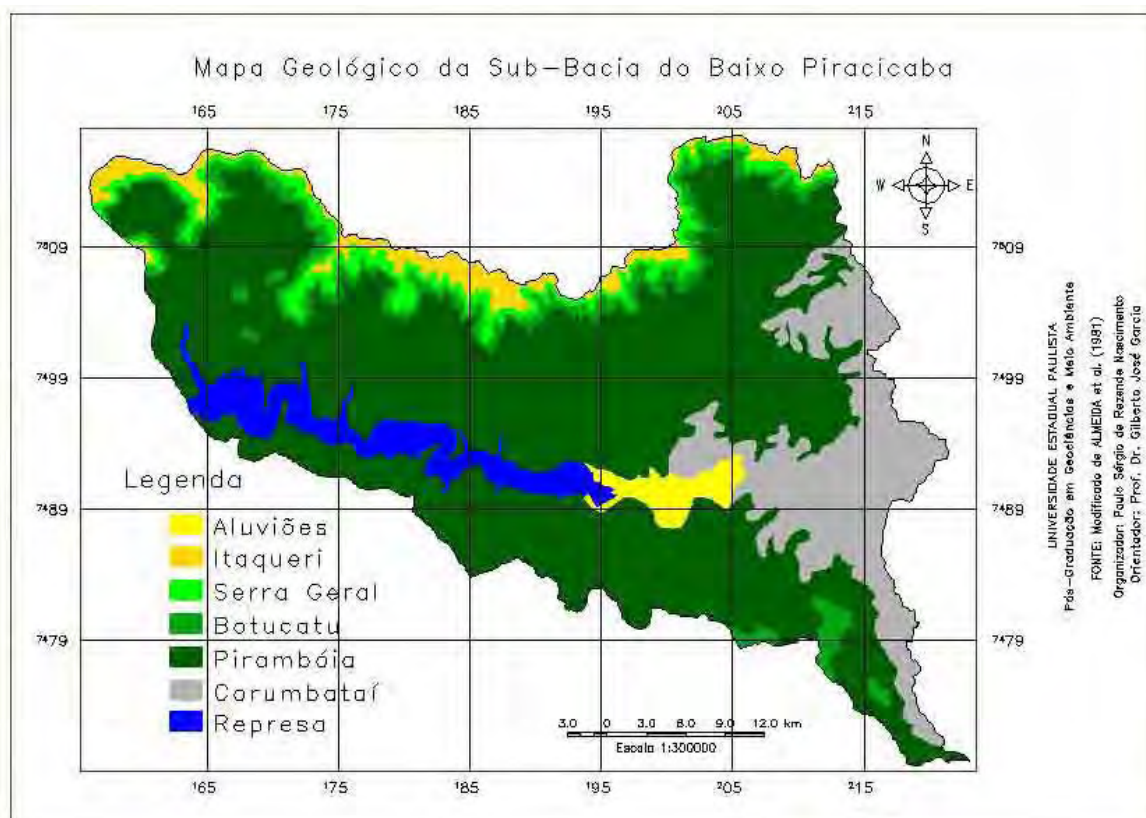 Mapa Geológico da Sub-Bacia do Baixo Piracicaba
165 175 185 195 205 215
N
W E
S
7509 7509
7499 7499
7489 7489
7479 7479
Legenda
Aluviões
Itaqueri
Serra Geral
Botucatu
Pirambóia
Corumbataí
Represa
3.0 0 3.0 6.0 9.0 12.0 km
Escala 1:300000
165 175 185 195 205 215
UNIVERSIDADE ESTADUAL PAULISTA
Pós-Graduação em Geociências e Meio Ambiente
FONTE: Modificado de ALMEIDA et al. (1981)
Organizador: Paulo Sérgio de Rezende Nascimento
Orientador: Prof. Dr. Gilberto José Garcia